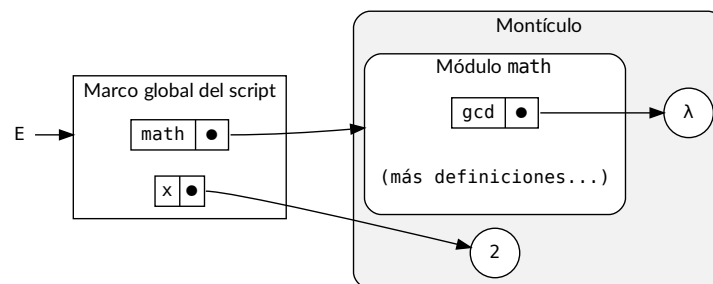 Montículo
Marco global del script
Módulo math
math
gcd
λ
E
x
(más definiciones...)
2